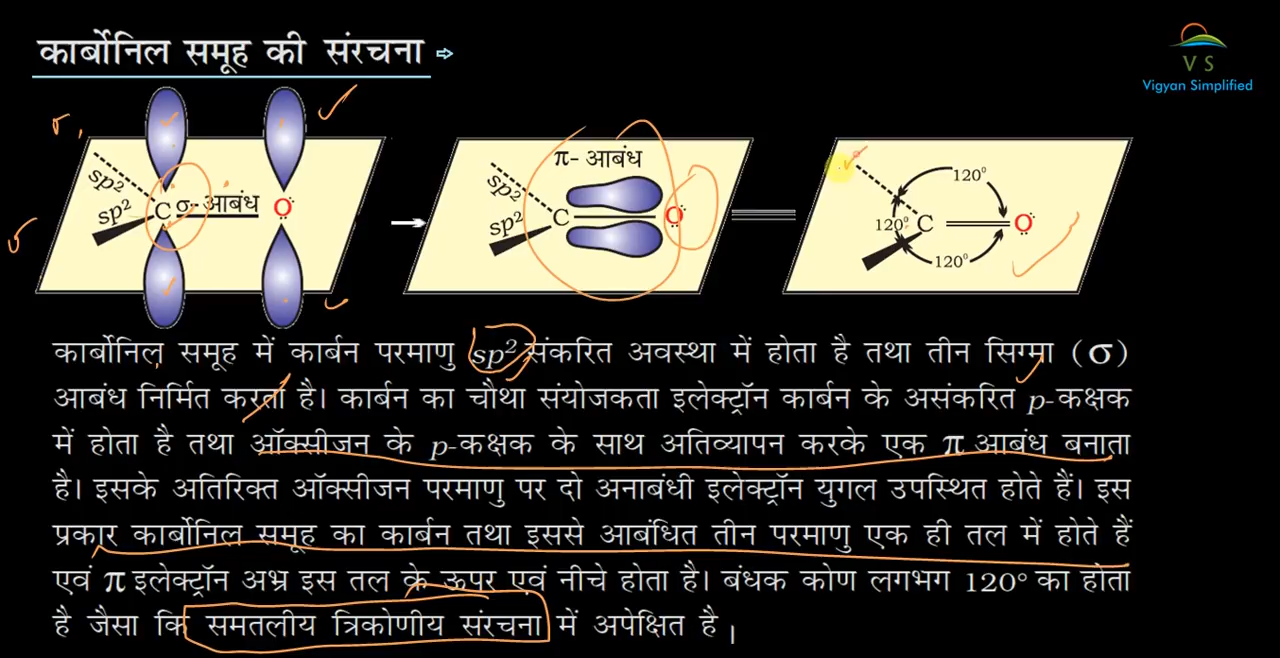 कार्बोनिल समूह की संरचना ⇨
V S
Vigyan Simplified
σ
sp²
sp²
C
σ- आबंध
O
σ
π- आबंध
sp²
sp²
C
O
120°
120°
C
O
120°
कार्बोनिल समूह में कार्बन परमाणु sp² संकरित अवस्था में होता है तथा तीन सिग्मा (σ)
आबंध निर्मित करता है। कार्बन का चौथा संयोजकता इलेक्ट्रॉन कार्बन के असंकरित p-कक्षक
में होता है तथा ऑक्सीजन के p-कक्षक के साथ अतिव्यापन करके एक π आबंध बनाता
है। इसके अतिरिक्त ऑक्सीजन परमाणु पर दो अनाबंधी इलेक्ट्रॉन युगल उपस्थित होते हैं। इस
प्रकार कार्बोनिल समूह का कार्बन तथा इससे आबंधित तीन परमाणु एक ही तल में होते हैं
एवं π इलेक्ट्रॉन अभ्र इस तल के ऊपर एवं नीचे होता है। बंधक कोण लगभग 120° का होता
है जैसा कि समतलीय त्रिकोणीय संरचना में अपेक्षित है।